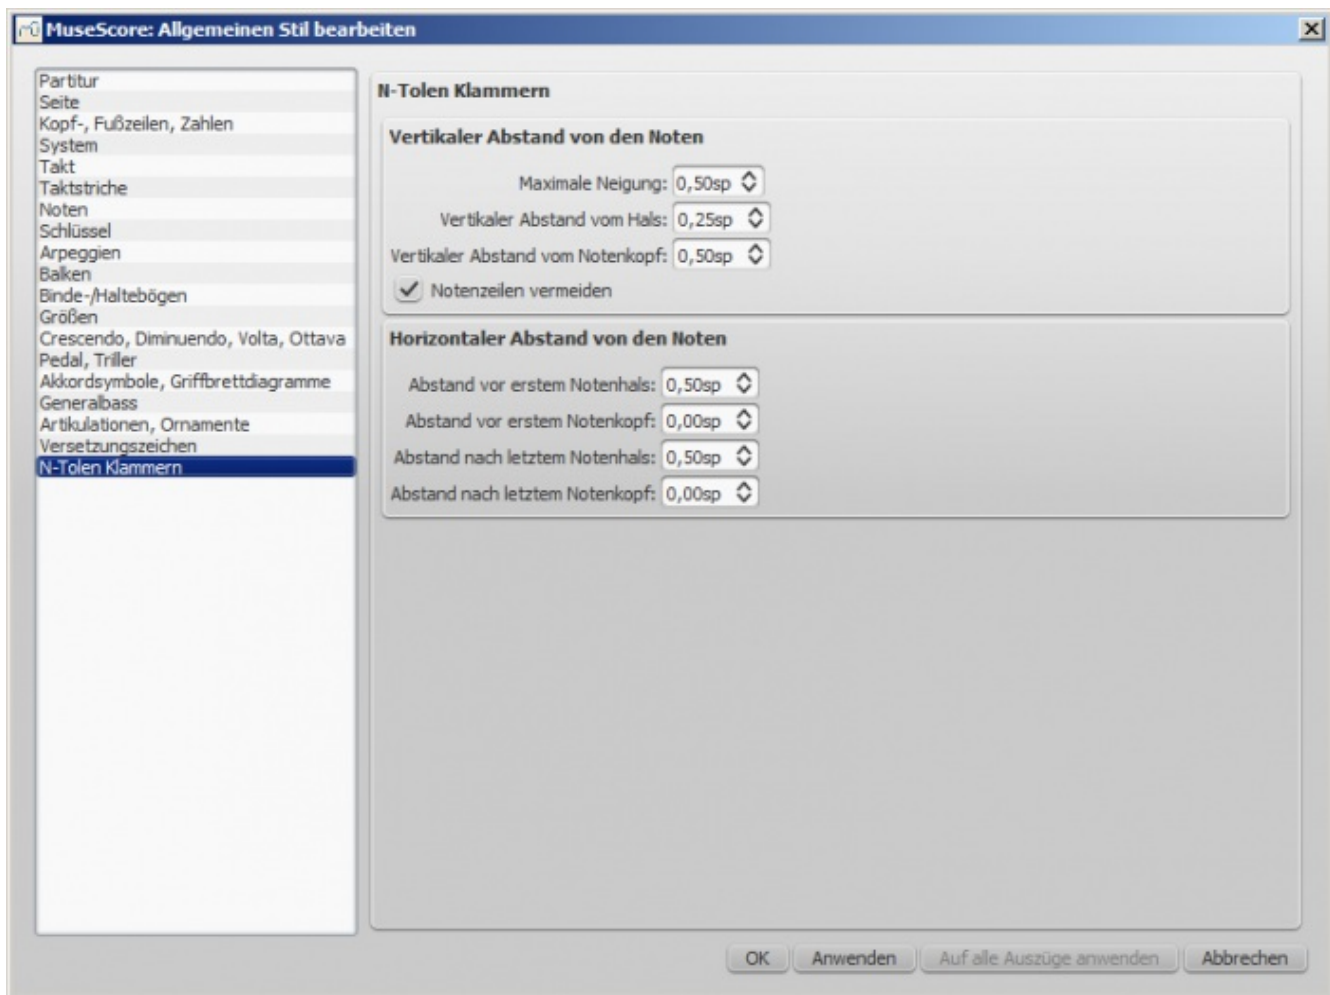 MuseScore: Allgemeinen Stil bearbeiten
Partitur
Seite
Kopf-, Fußzeilen, Zahlen
System
Takt
Taktstriche
Noten
Schlüssel
Arpeggien
Balken
Binde-/Haltebögen
Größen
Crescendo, Diminuendo, Volta, Ottava
Pedal, Triller
Akkordsymbole, Griffbrettdiagramme
Generalbass
Artikulationen, Ornamente
Versetzungszeichen
N-Tolen Klammern
N-Tolen Klammern
Vertikaler Abstand von den Noten
Maximale Neigung: 0,50sp
Vertikaler Abstand vom Hals: 0,25sp
Vertikaler Abstand vom Notenkopf: 0,50sp
Notenzeilen vermeiden
Horizontaler Abstand von den Noten
Abstand vor erstem Notenhals: 0,50sp
Abstand vor erstem Notenkopf: 0,00sp
Abstand nach letztem Notenhals: 0,50sp
Abstand nach letztem Notenkopf: 0,00sp
OK Anwenden Auf alle Auszüge anwenden Abbrechen